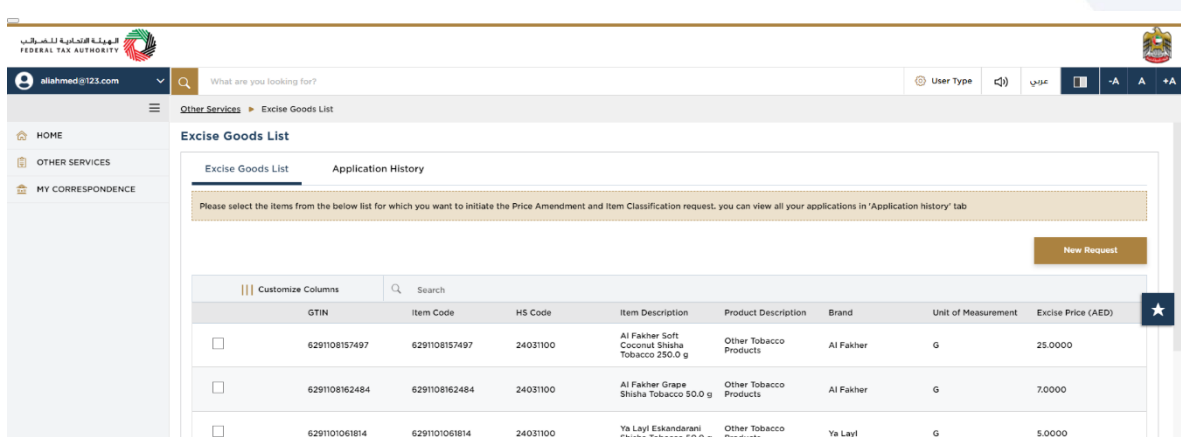 الهيئة الاتحادية للضرائب
FEDERAL TAX AUTHORITY
aliahmed@123.com
What are you looking for?
User Type
عربي
-A
A
+A
Other Services ▶ Excise Goods List
HOME
OTHER SERVICES
MY CORRESPONDENCE
Excise Goods List
Excise Goods List Application History
Please select the items from the below list for which you want to initiate the Price Amendment and Item Classification request. you can view all your applications in 'Application history' tab
New Request
Customize Columns Search
GTIN Item Code HS Code Item Description Product Description Brand Unit of Measurement Excise Price (AED)
6291108157497 6291108157497 24031100 Al Fakher Soft Coconut Shisha Tobacco 250.0 g Other Tobacco Products Al Fakher G 25.0000
6291108162484 6291108162484 24031100 Al Fakher Grape Shisha Tobacco 50.0 g Other Tobacco Products Al Fakher G 7.0000
6291101061814 6291101061814 24031100 Ya Layl Eskandarani Shisha Tobacco 50.0 g Other Tobacco Products Ya Layl G 5.0000